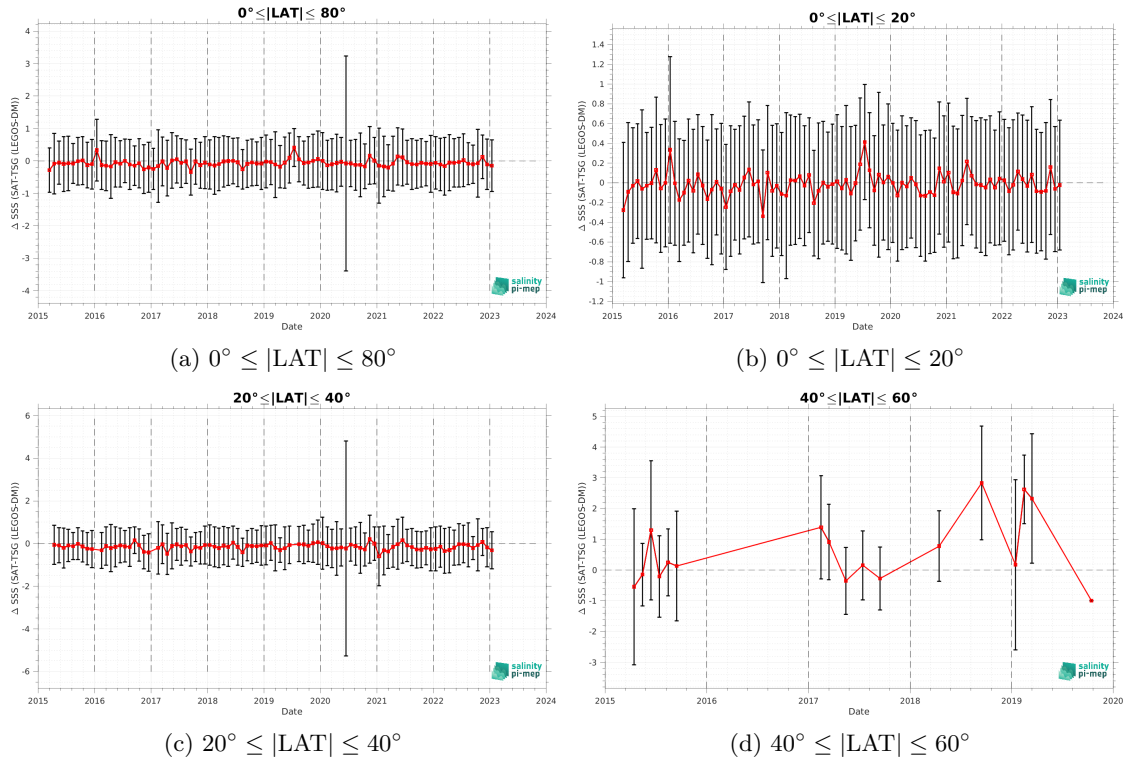 0°≤|LAT|≤ 80°
Δ SSS (SAT-TSG (LEGOS-DM))
4
3
2
1
0
-1
-2
-3
-4
2015 2016 2017 2018 2019 2020 2021 2022 2023 2024
Date
salinity
pi-mep
(a) 0° ≤ |LAT| ≤ 80°
0°≤|LAT|≤ 20°
Δ SSS (SAT-TSG (LEGOS-DM))
1.4
1.2
1
0.8
0.6
0.4
0.2
0
-0.2
-0.4
-0.6
-0.8
-1
-1.2
2015 2016 2017 2018 2019 2020 2021 2022 2023 2024
Date
salinity
pi-mep
(b) 0° ≤ |LAT| ≤ 20°
20°≤|LAT|≤ 40°
Δ SSS (SAT-TSG (LEGOS-DM))
6
4
2
0
-2
-4
-6
2015 2016 2017 2018 2019 2020 2021 2022 2023 2024
Date
salinity
pi-mep
(c) 20° ≤ |LAT| ≤ 40°
40°≤|LAT|≤ 60°
Δ SSS (SAT-TSG (LEGOS-DM))
5
4
3
2
1
0
-1
-2
-3
2015 2016 2017 2018 2019 2020
Date
salinity
pi-mep
(d) 40° ≤ |LAT| ≤ 60°